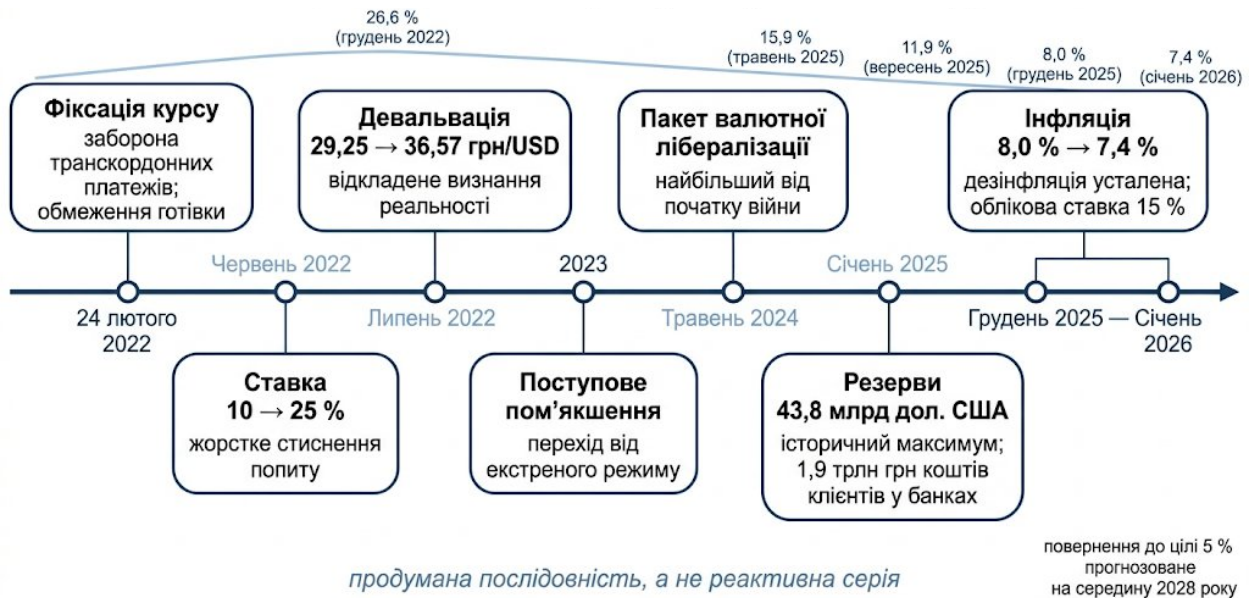 26,6 %
(грудень 2022)
15,9 %
(травень 2025)
11,9 %
(вересень 2025)
8,0 %
(грудень 2025)
7,4 %
(січень 2026)
Фіксація курсу
заборона
транскордонних
платежів;
обмеження готівки
Девальвація
29,25 → 36,57 грн/USD
відкладене визнання
реальності
Пакет валютної
лібералізації
найбільший від
початку війни
Інфляція
8,0 % → 7,4 %
дезінфляція усталена;
облікова ставка 15 %
24 лютого
2022
Червень 2022
Липень 2022
2023
Травень 2024
Січень 2025
Грудень 2025 — Січень
2026
Ставка
10 → 25 %
жорстке стиснення
попиту
Поступове
пом’якшення
перехід від
екстреного режиму
Резерви
43,8 млрд дол. США
історичний максимум;
1,9 трлн грн коштів
клієнтів у банках
продумана послідовність, а не реактивна серія
повернення до цілі 5 %
прогнозоване
на середину 2028 року